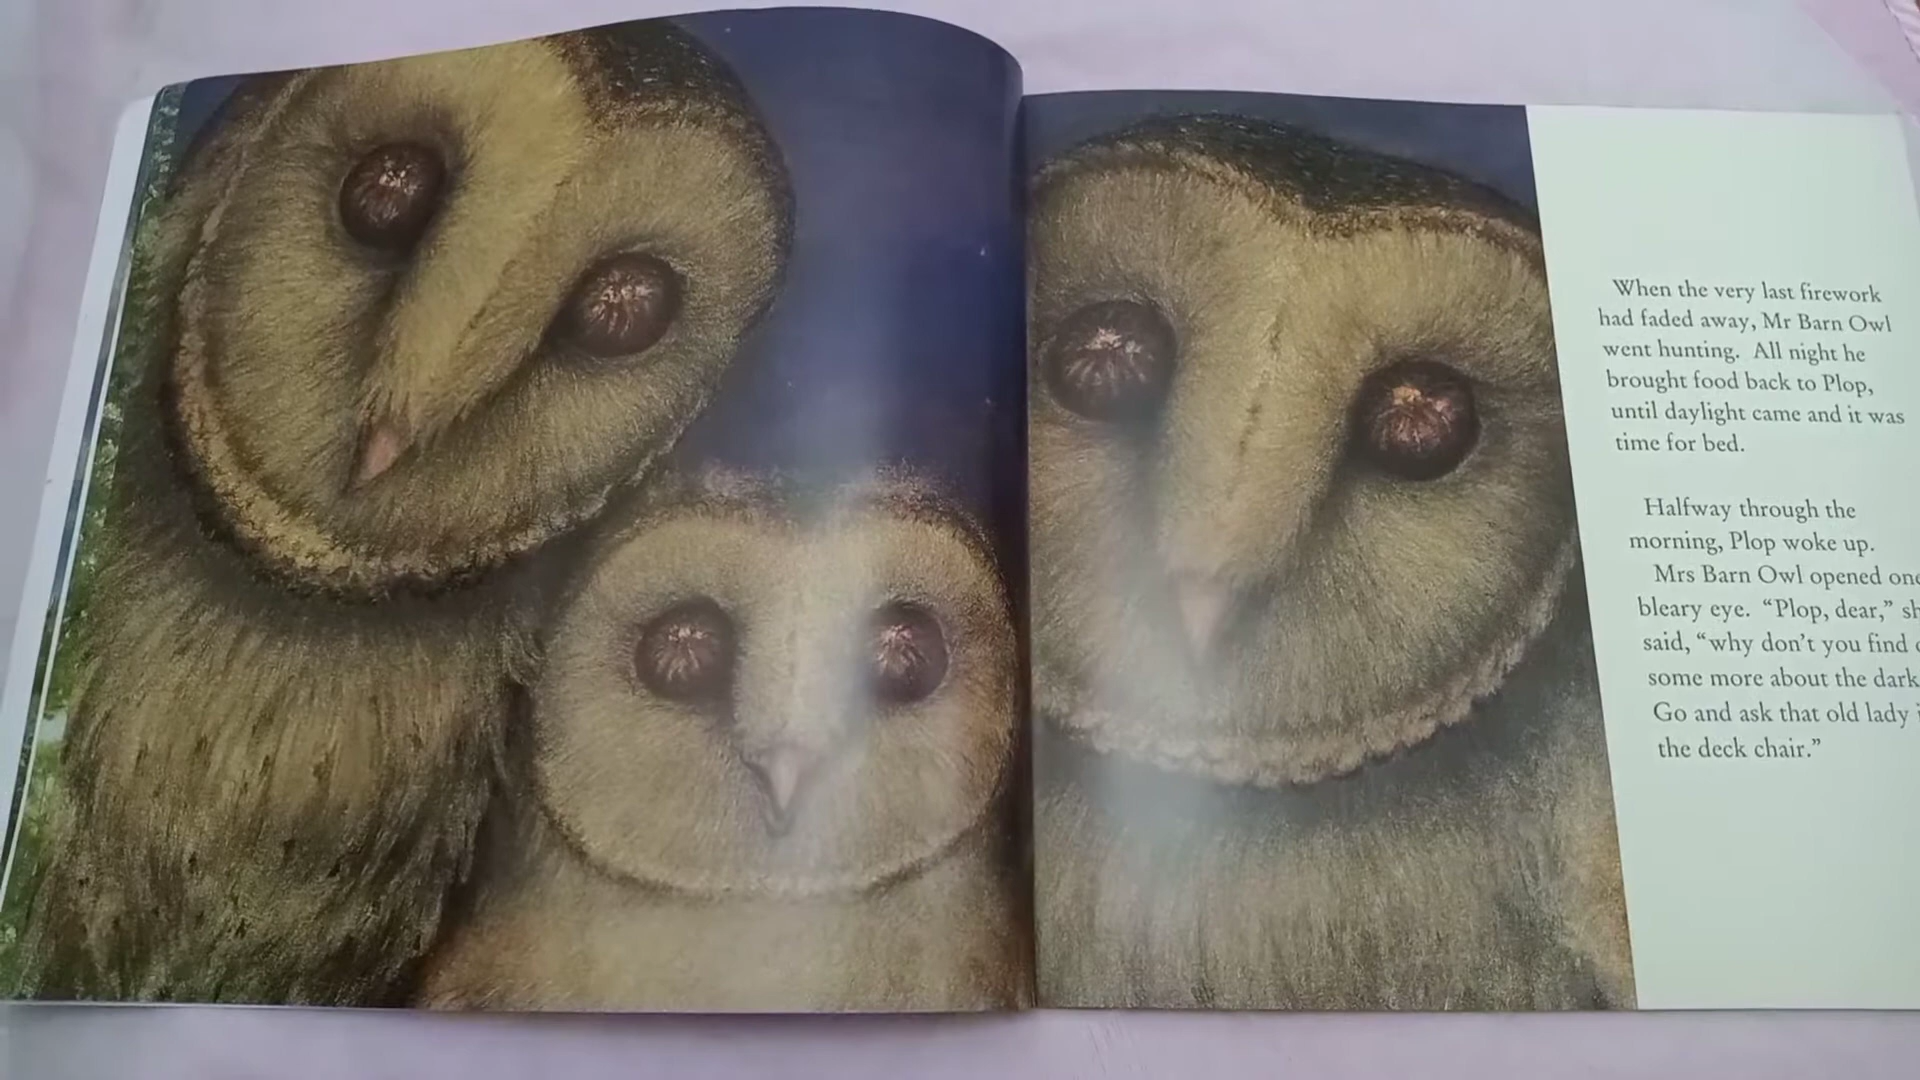 When the very last firework
had faded away, Mr Barn Owl
went hunting. All night he
brought food back to Plop,
until daylight came and it was
time for bed.
Halfway through the
morning, Plop woke up.
Mrs Barn Owl opened one
bleary eye. “Plop, dear,”
said, “why don’t you find
some more about the dark
Go and ask that old lady
the deck chair.”